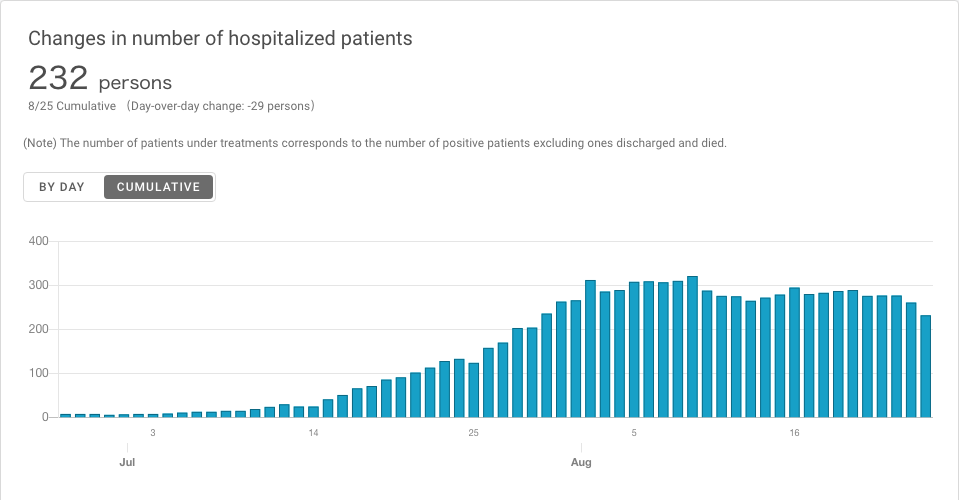 Changes in number of hospitalized patients
232 persons
8/25 Cumulative （Day-over-day change: -29 persons）
(Note) The number of patients under treatments corresponds to the number of positive patients excluding ones discharged and died.
BY DAY CUMULATIVE
400
300
200
100
0
3 14 25 5 16
Jul Aug